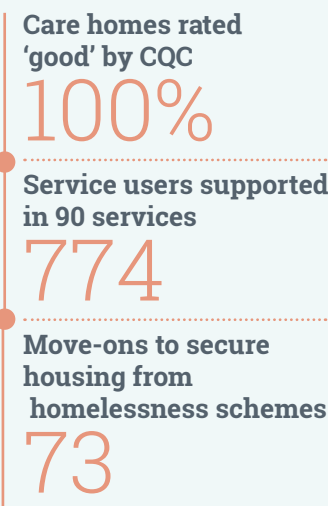 Care homes rated
‘good’ by CQC
100%
Service users supported
in 90 services
774
Move-ons to secure
housing from
homelessness schemes
73